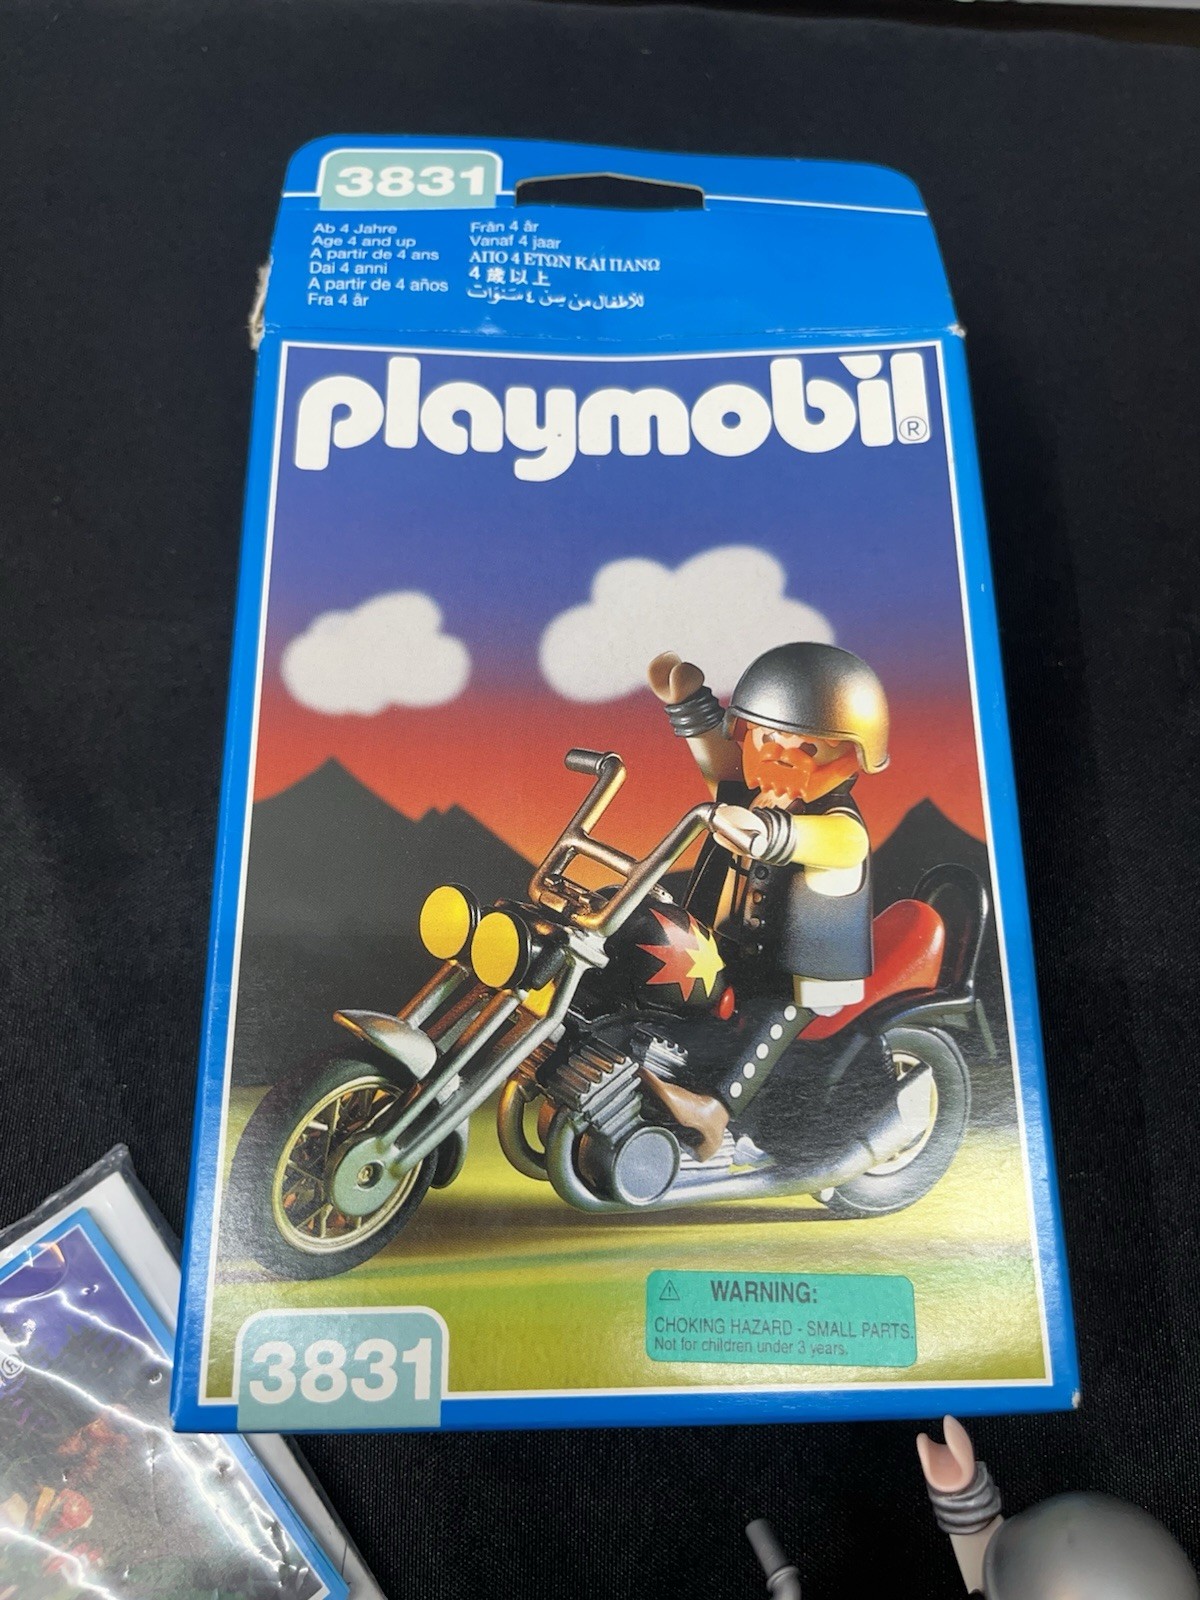 3831
Ab 4 Jahre
Age 4 and up
A partir de 4 ans
Dai 4 anni
A partir de 4 años
Fra 4 år
Från 4 år
Vanaf 4 jaar
ΑΠΟ 4 ΕΤΩΝ ΚΑΙ ΠΑΝΩ
4 歳以上
للأطفال من سن ٤ سنوات
playmobil®
WARNING:
CHOKING HAZARD - SMALL PARTS.
Not for children under 3 years.
3831
®